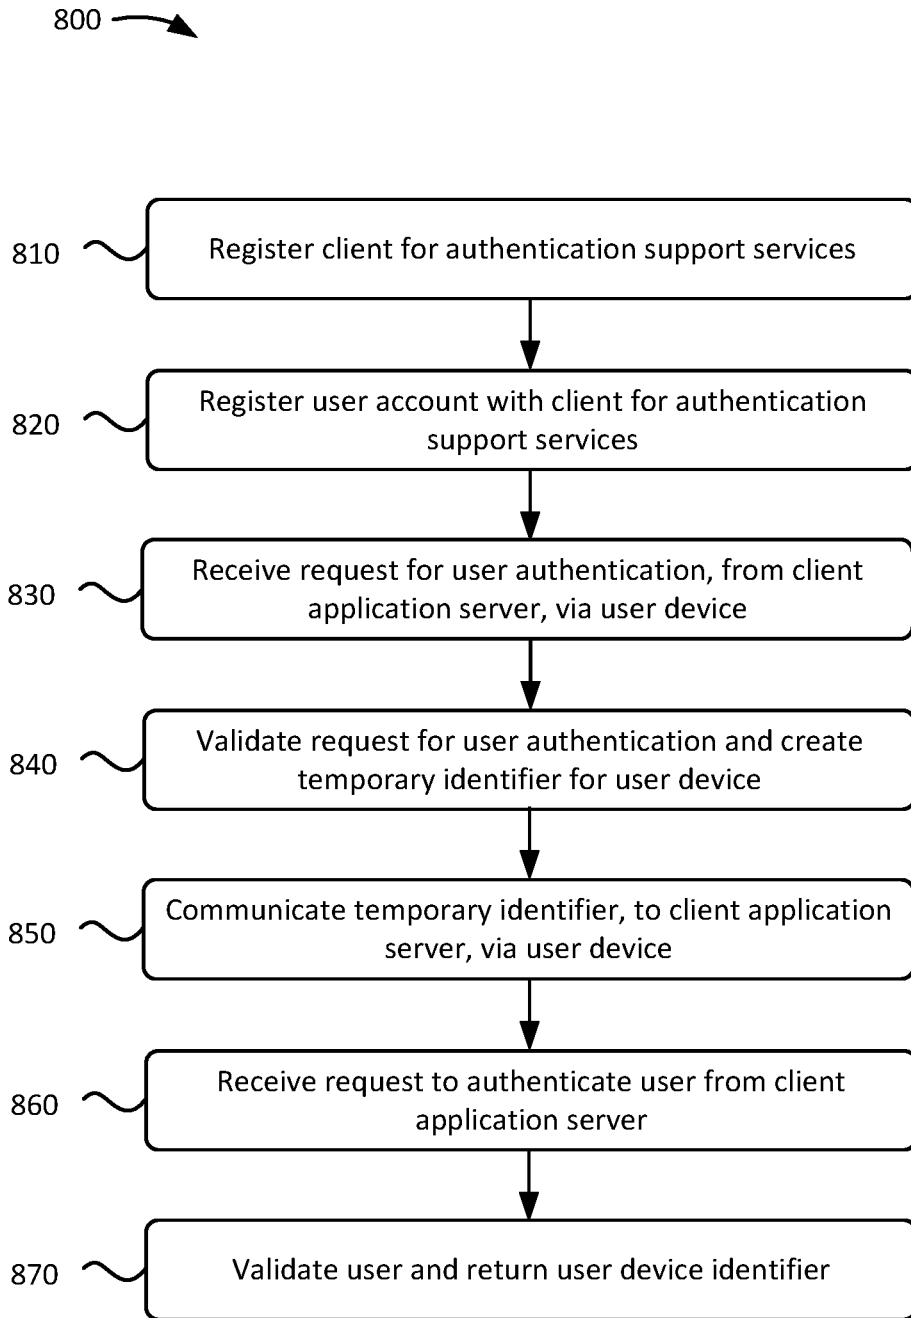 800
810
Register client for authentication support services
820
Register user account with client for authentication
support services
830
Receive request for user authentication, from client
application server, via user device
840
Validate request for user authentication and create
temporary identifier for user device
850
Communicate temporary identifier, to client application
server, via user device
860
Receive request to authenticate user from client
application server
870
Validate user and return user device identifier